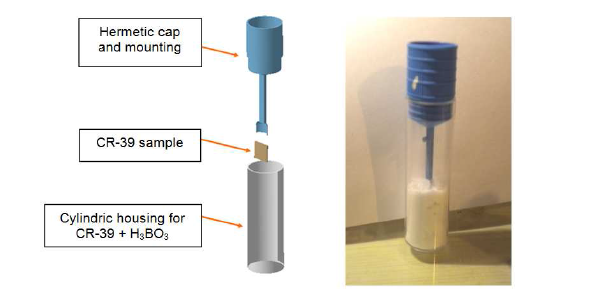 Hermetic cap
and mounting
CR-39 sample
Cylindric housing for
CR-39 + H₃BO₃